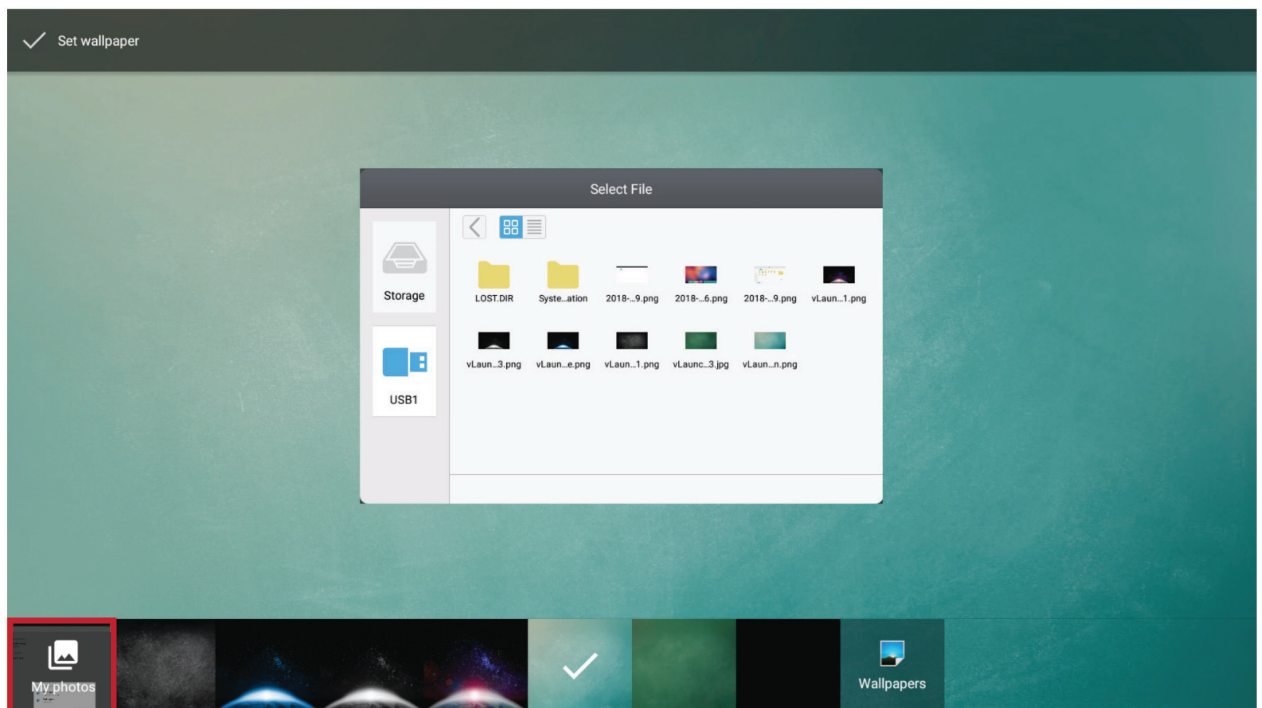 Set wallpaper
Select File
Storage
USB1
LOST.DIR Syste...ation 2018-...9.png 2018-...6.png 2018-...9.png vLaun...1.png
vLaun...3.png vLaun...e.png vLaun...1.png vLaunc...3.jpg vLaun...n.png
My photos
Wallpapers